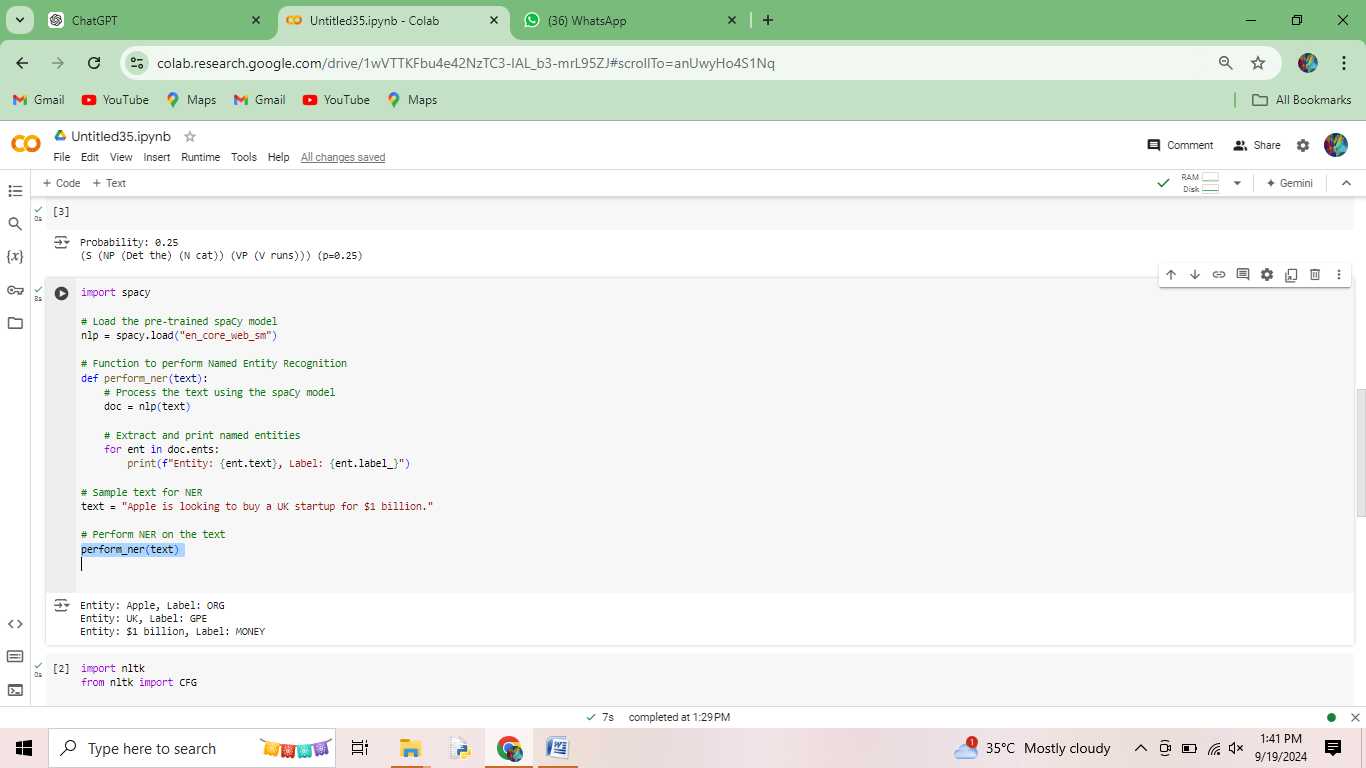 ChatGPT
Untitled35.ipynb - Colab
(36) WhatsApp
colab.research.google.com/drive/1wVTTKFbu4e42NzTC3-IAL_b3-mrL95ZJ#scrollTo=anUwyHo4S1Nq
Gmail YouTube Maps Gmail YouTube Maps All Bookmarks
CO Untitled35.ipynb
File Edit View Insert Runtime Tools Help All changes saved
Comment Share
+ Code + Text
RAM
Disk
Gemini
[3]
0s
Probability: 0.25
(S (NP (Det the) (N cat)) (VP (V runs))) (p=0.25)
8s
import spacy
# Load the pre-trained spaCy model
nlp = spacy.load("en_core_web_sm")
# Function to perform Named Entity Recognition
def perform_ner(text):
    # Process the text using the spaCy model
    doc = nlp(text)
    # Extract and print named entities
    for ent in doc.ents:
        print(f"Entity: {ent.text}, Label: {ent.label_}")
# Sample text for NER
text = "Apple is looking to buy a UK startup for $1 billion."
# Perform NER on the text
perform_ner(text)
Entity: Apple, Label: ORG
Entity: UK, Label: GPE
Entity: $1 billion, Label: MONEY
[2]
0s
import nltk
from nltk import CFG
7s completed at 1:29 PM
Type here to search
1
35°C Mostly cloudy
1:41 PM
9/19/2024